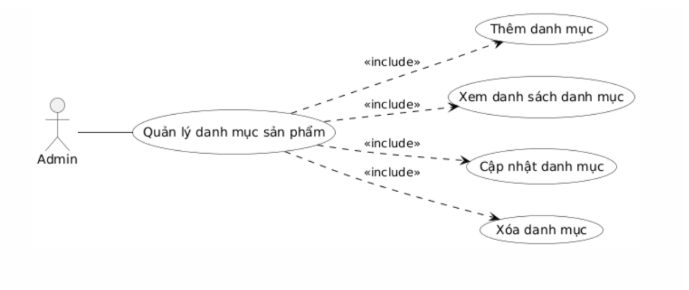 Thêm danh mục
«include»
Xem danh sách danh mục
«include»
Quản lý danh mục sản phẩm
Admin
«include»
Cập nhật danh mục
«include»
Xóa danh mục